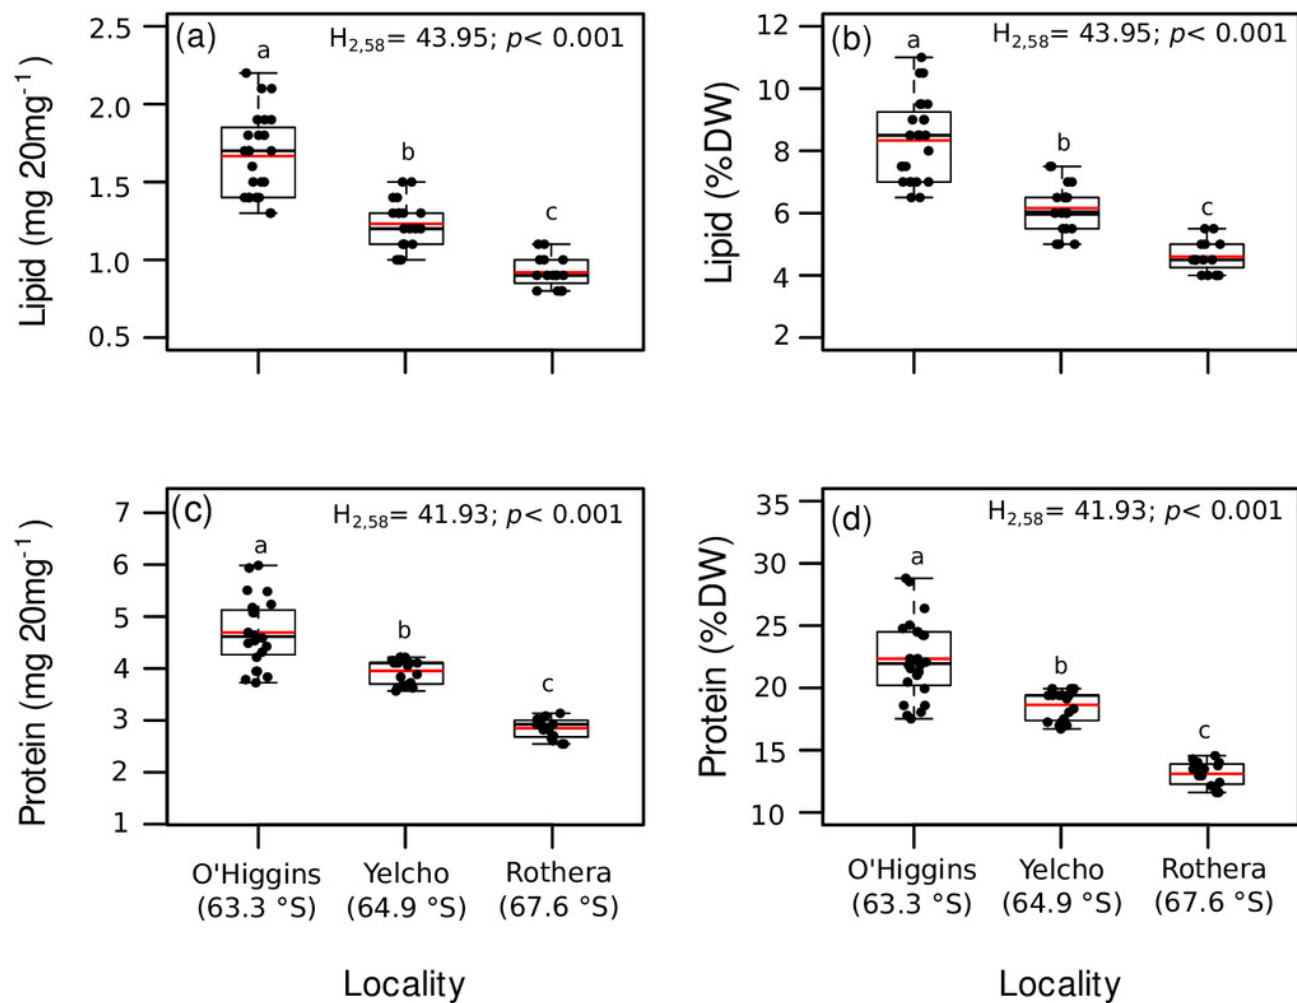 (a)
H2,58= 43.95; p< 0.001
2.5
2.0
1.5
1.0
0.5
Lipid (mg 20mg-1)
a
b
c
(b)
H2,58= 43.95; p< 0.001
12
10
8
6
4
2
Lipid (%DW)
a
b
c
(c)
H2,58= 41.93; p< 0.001
7
6
5
4
3
2
1
Protein (mg 20mg-1)
a
b
c
O'Higgins
(63.3 °S)
Yelcho
(64.9 °S)
Rothera
(67.6 °S)
Locality
(d)
H2,58= 41.93; p< 0.001
35
30
25
20
15
10
Protein (%DW)
a
b
c
O'Higgins
(63.3 °S)
Yelcho
(64.9 °S)
Rothera
(67.6 °S)
Locality